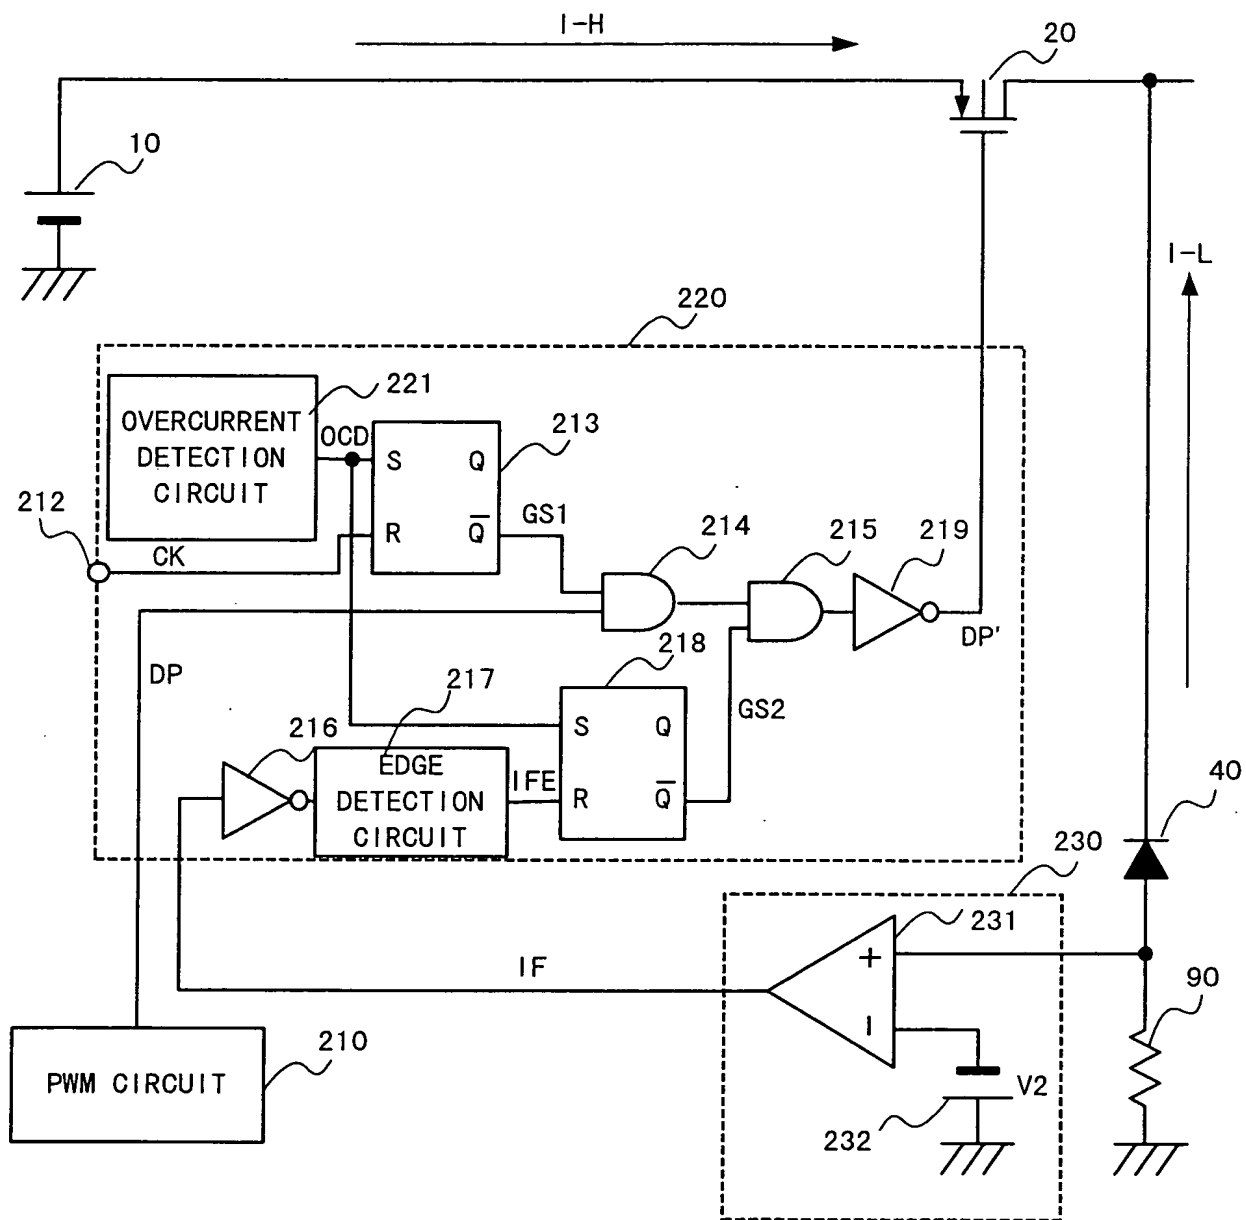 I-H
20
10
I-L
220
221
OVERCURRENT
DETECTION
CIRCUIT
OCD
S Q
R Q̅
213
212
CK
GS1
214
215
219
DP'
DP
217
218
GS2
216
EDGE
DETECTION
CIRCUIT
IFE
S Q
R Q̅
40
230
231
+
IF
90
PWM CIRCUIT
210
V2
232